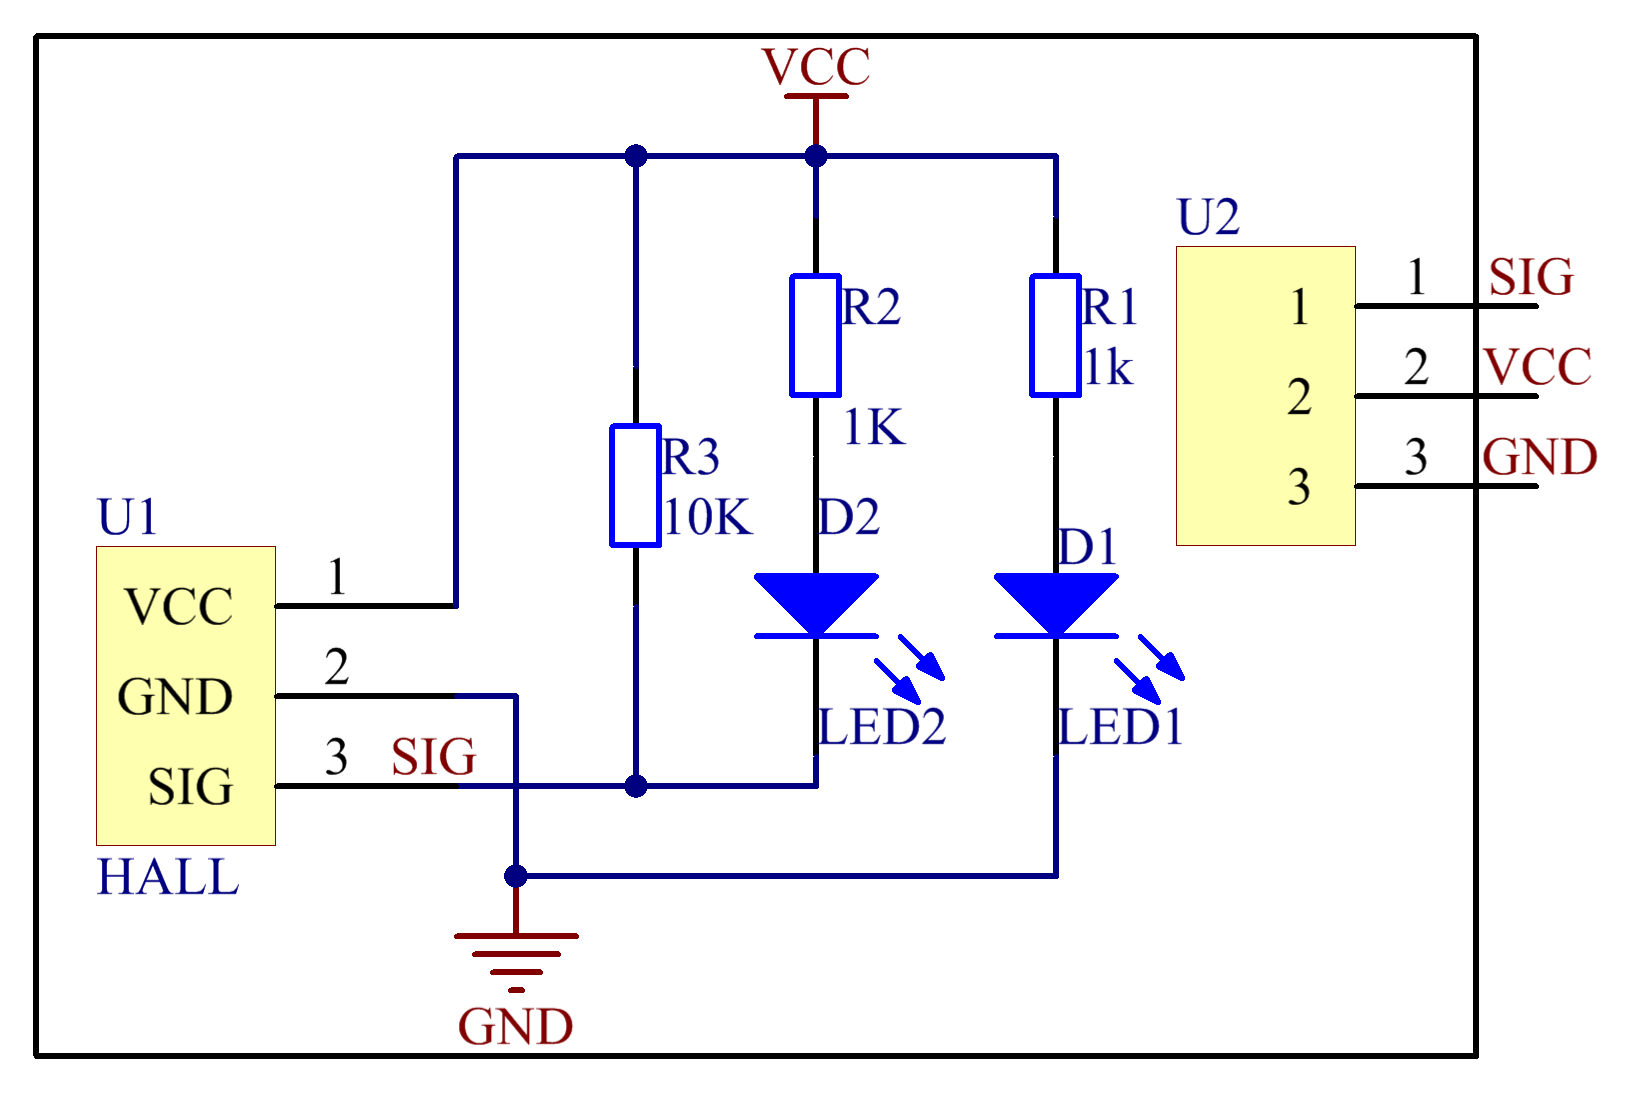 VCC
U2
R2
1K
R1
1k
R3
10K
D2
D1
LED2
LED1
U1
VCC
GND
SIG
1
2
3
SIG
HALL
GND
1
2
3
1
2
3
SIG
VCC
GND